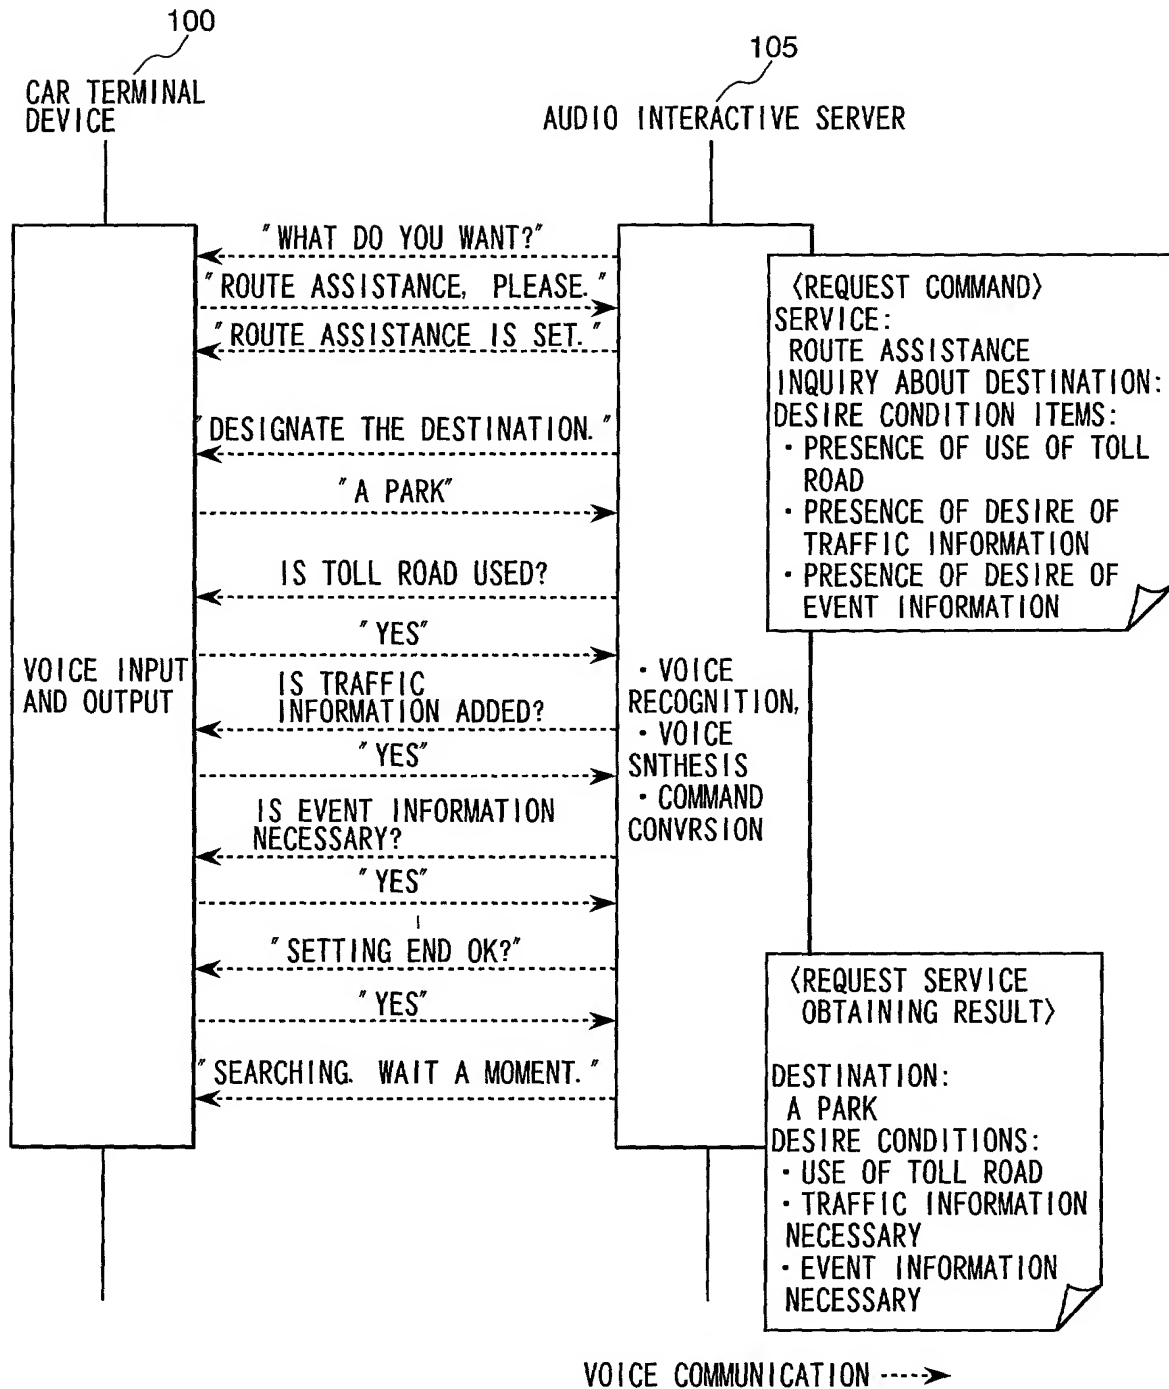 100
CAR TERMINAL
DEVICE
105
AUDIO INTERACTIVE SERVER
"WHAT DO YOU WANT?"
"ROUTE ASSISTANCE, PLEASE."
"ROUTE ASSISTANCE IS SET."
"DESIGNATE THE DESTINATION."
"A PARK"
IS TOLL ROAD USED?
"YES"
IS TRAFFIC
INFORMATION ADDED?
"YES"
IS EVENT INFORMATION
NECESSARY?
"YES"
"SETTING END OK?"
"YES"
"SEARCHING. WAIT A MOMENT."
VOICE INPUT
AND OUTPUT
・VOICE
RECOGNITION,
・VOICE
SNTHESIS
・COMMAND
CONVRSION
〈REQUEST COMMAND〉
SERVICE:
ROUTE ASSISTANCE
INQUIRY ABOUT DESTINATION:
DESIRE CONDITION ITEMS:
・PRESENCE OF USE OF TOLL
ROAD
・PRESENCE OF DESIRE OF
TRAFFIC INFORMATION
・PRESENCE OF DESIRE OF
EVENT INFORMATION
〈REQUEST SERVICE
OBTAINING RESULT〉
DESTINATION:
A PARK
DESIRE CONDITIONS:
・USE OF TOLL ROAD
・TRAFFIC INFORMATION
NECESSARY
・EVENT INFORMATION
NECESSARY
VOICE COMMUNICATION